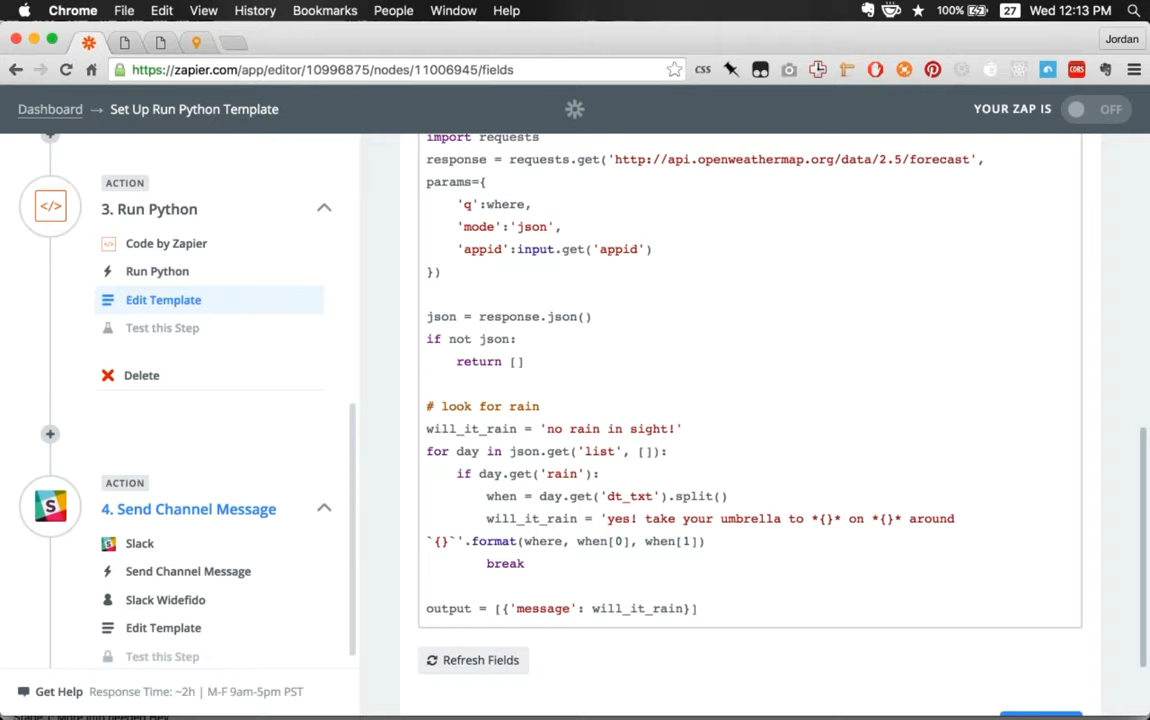 Chrome File Edit View History Bookmarks People Window Help 100% 27 Wed 12:13 PM
Jordan
https://zapier.com/app/editor/10996875/nodes/11006945/fields CSS CORS
Dashboard → Set Up Run Python Template YOUR ZAP IS OFF
ACTION
3. Run Python
</>
Code by Zapier
Run Python
Edit Template
Test this Step
Delete
+
ACTION
4. Send Channel Message
S
Slack
Send Channel Message
Slack Widefido
Edit Template
Test this Step
Get Help Response Time: ~2h | M-F 9am-5pm PST
import requests
response = requests.get('http://api.openweathermap.org/data/2.5/forecast',
params={
'q':where,
'mode':'json',
'appid':input.get('appid')
})
json = response.json()
if not json:
return []
# look for rain
will_it_rain = 'no rain in sight!'
for day in json.get('list', []):
if day.get('rain'):
when = day.get('dt_txt').split()
will_it_rain = 'yes! take your umbrella to *{}* on *{}* around
`{}`'.format(where, when[0], when[1])
break
output = [{'message': will_it_rain}]
Refresh Fields